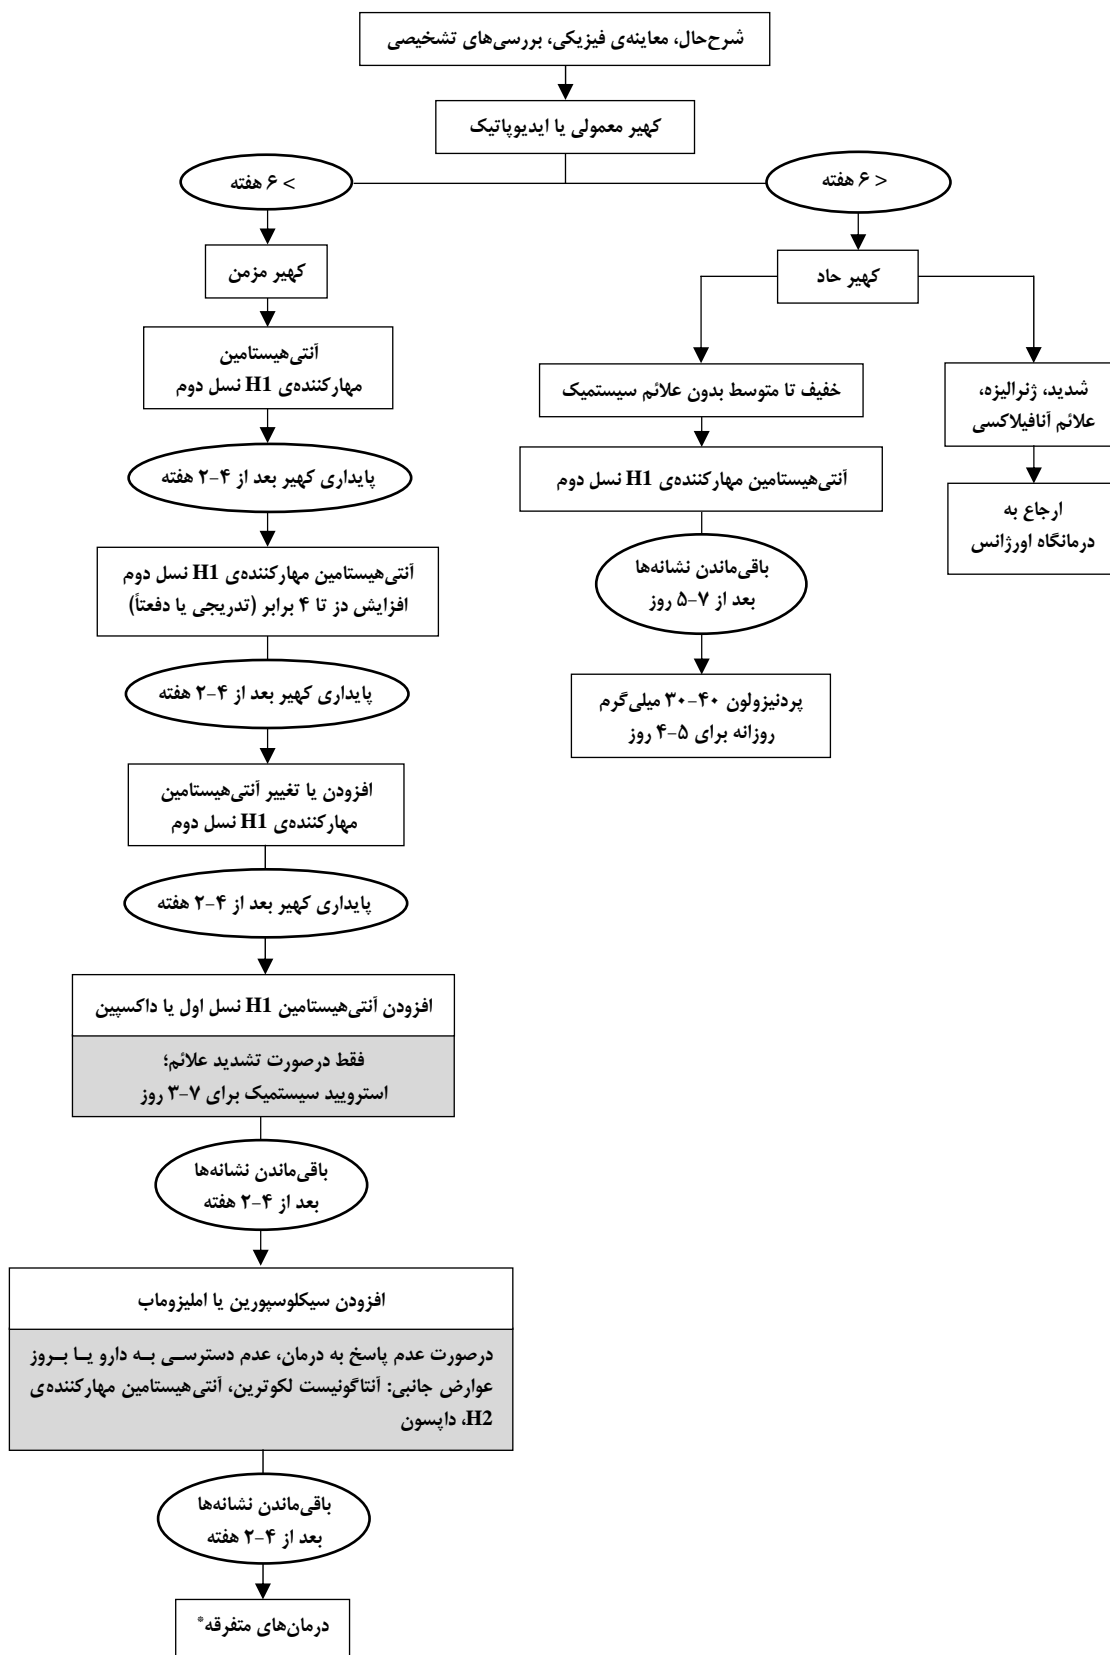 شرح‌حال، معاینه‌ی فیزیکی، بررسی‌های تشخیصی
کهیر معمولی یا ایدیوپاتیک
< ۶ هفته
> ۶ هفته
کهیر حاد
شدید، ژنرالیزه،
علائم آنافیلاکسی
ارجاع به
درمانگاه اورژانس
خفیف تا متوسط بدون علائم سیستمیک
آنتی‌هیستامین مهارکننده‌ی H1 نسل دوم
باقی‌ماندن نشانه‌ها
بعد از ۷-۵ روز
پردنیزولون ۴۰-۳۰ میلی‌گرم
روزانه برای ۵-۴ روز
کهیر مزمن
آنتی‌هیستامین
مهارکننده‌ی H1 نسل دوم
پایداری کهیر بعد از ۴-۲ هفته
آنتی‌هیستامین مهارکننده‌ی H1 نسل دوم
افزایش دز تا ۴ برابر (تدریجی یا دفعتاً)
پایداری کهیر بعد از ۴-۲ هفته
افزودن یا تغییر آنتی‌هیستامین
مهارکننده‌ی H1 نسل دوم
پایداری کهیر بعد از ۴-۲ هفته
افزودن آنتی‌هیستامین H1 نسل اول یا داکسپین
فقط درصورت تشدید علائم؛
استرویید سیستمیک برای ۷-۳ روز
باقی‌ماندن نشانه‌ها
بعد از ۴-۲ هفته
افزودن سیکلوسپورین یا املیزوماب
درصورت عدم پاسخ به درمان، عدم دسترسی به دارو یا بروز
عوارض جانبی: آنتاگونیست لکوترین، آنتی‌هیستامین مهارکننده‌ی
H2، داپسون
باقی‌ماندن نشانه‌ها
بعد از ۴-۲ هفته
درمان‌های متفرقه*